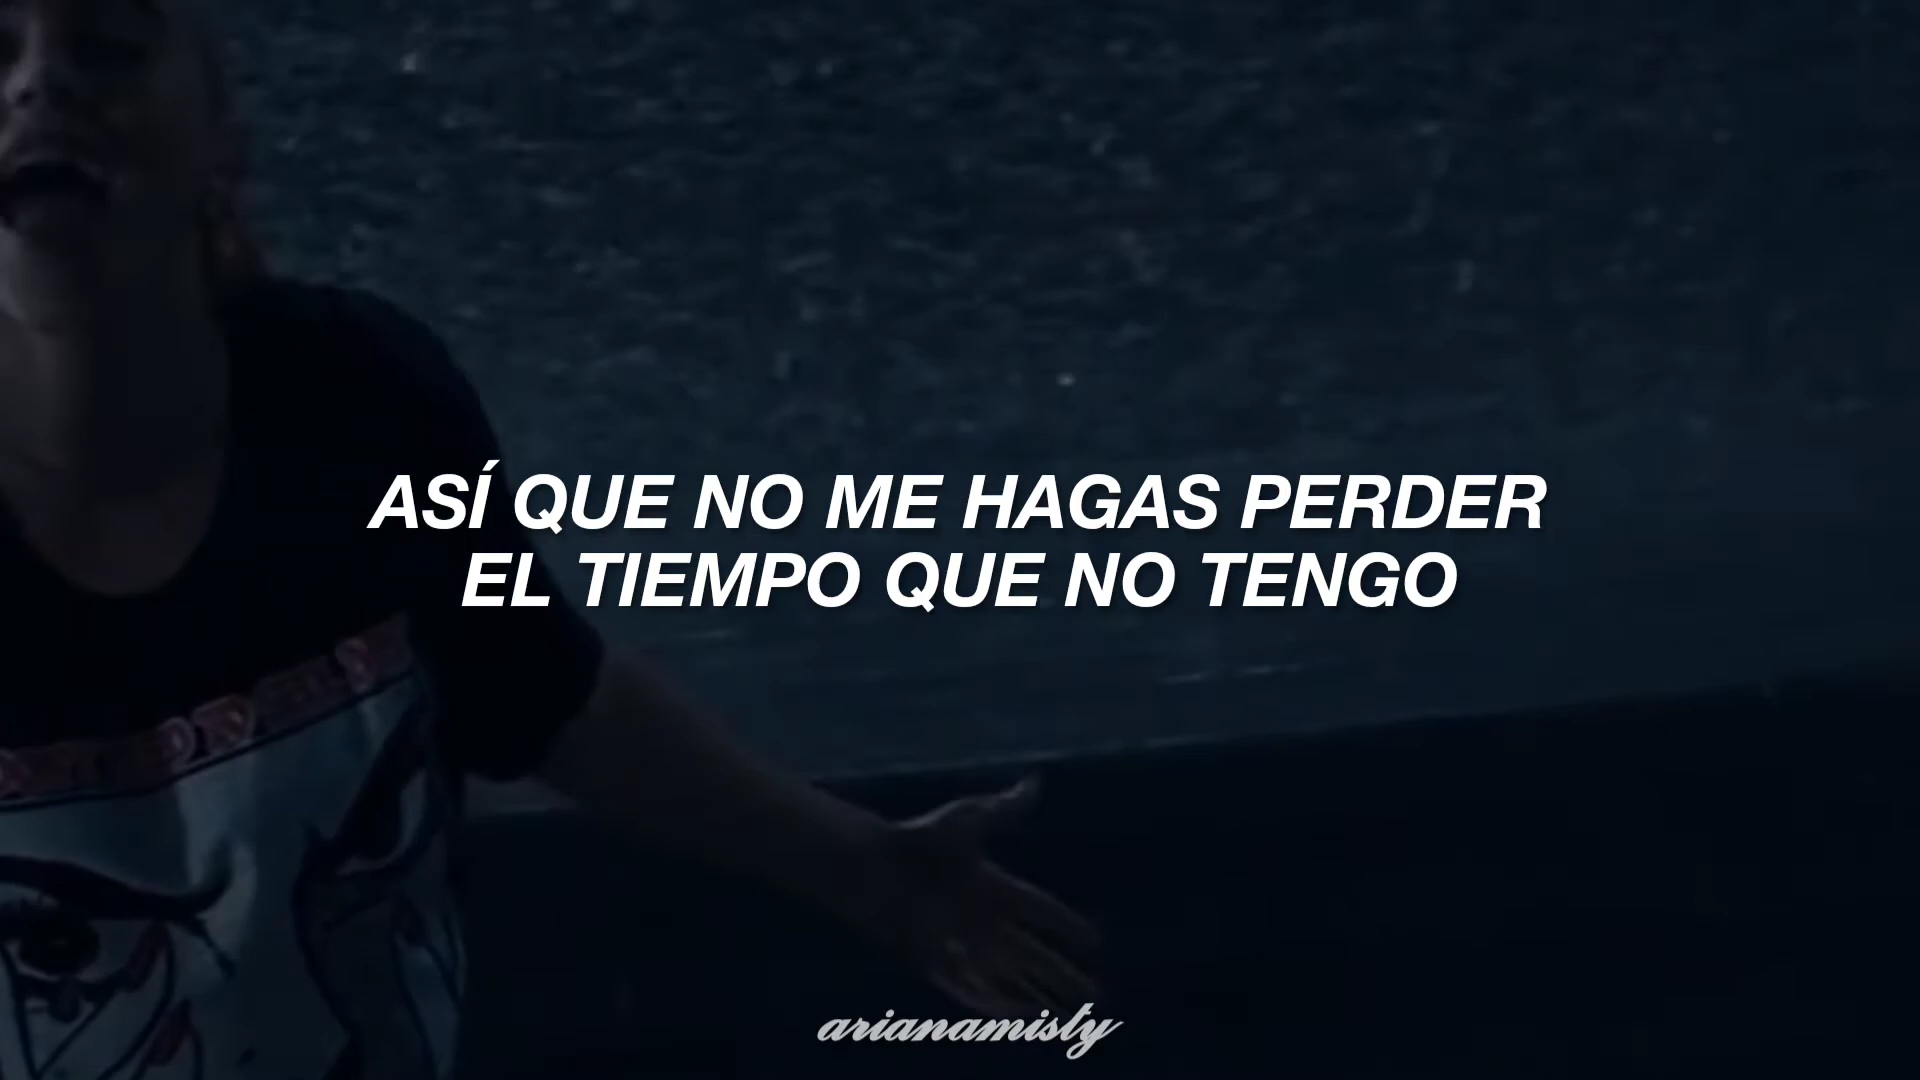 ASÍ QUE NO ME HAGAS PERDER
EL TIEMPO QUE NO TENGO
arianamisty